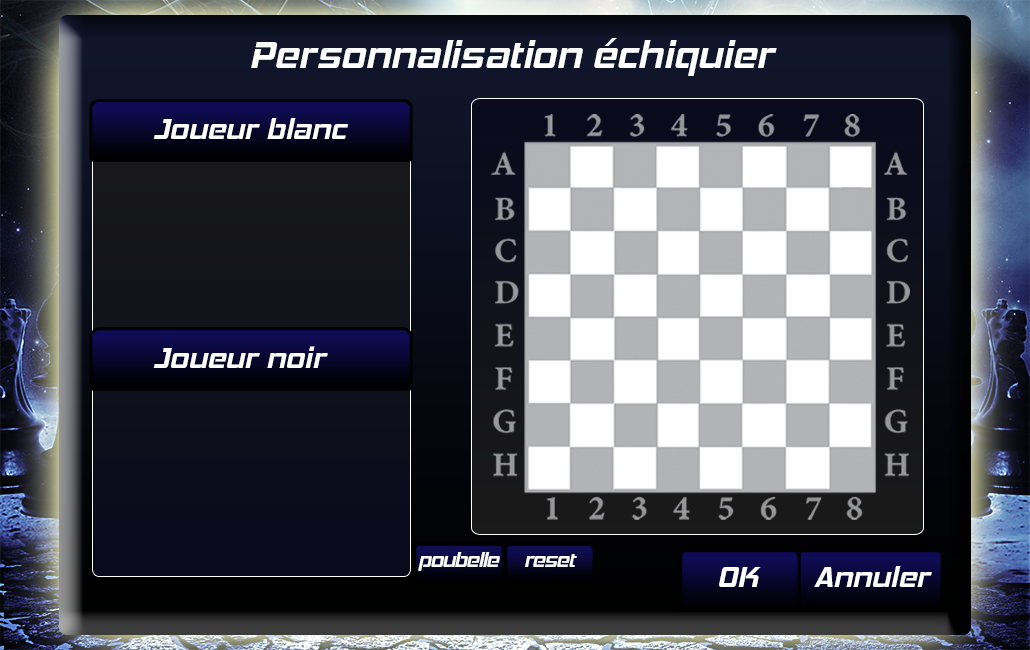 Personnalisation échiquier
Joueur blanc
Joueur noir
1 2 3 4 5 6 7 8
A A
B B
C C
D D
E E
F F
G G
H H
1 2 3 4 5 6 7 8
poubelle reset
OK Annuler